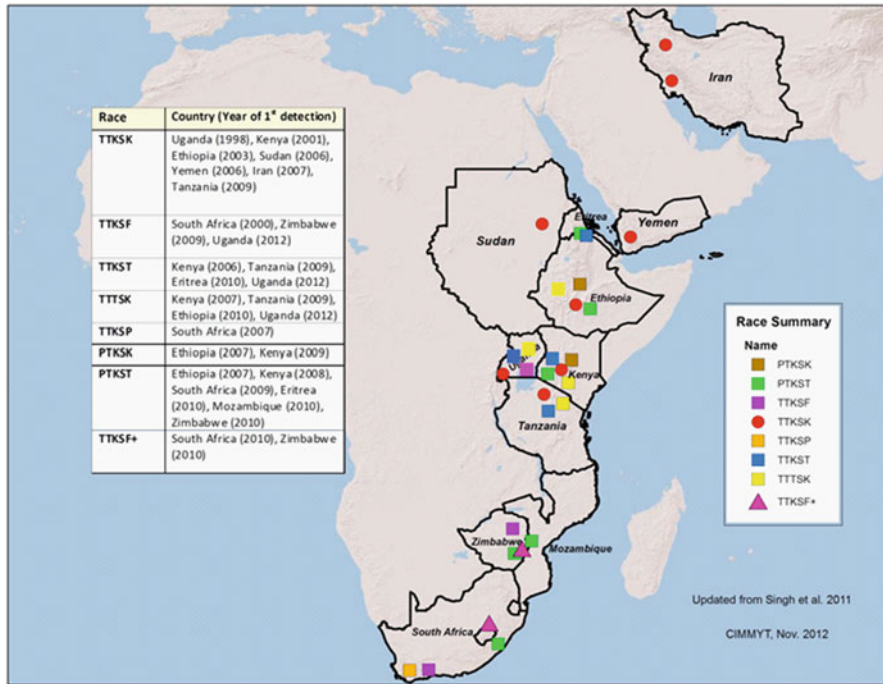 Race Country (Year of 1st detection)
TTKSK Uganda (1998), Kenya (2001),
Ethiopia (2003), Sudan (2006),
Yemen (2006), Iran (2007),
Tanzania (2009)
TTKSF South Africa (2000), Zimbabwe
(2009), Uganda (2012)
TTKST Kenya (2006), Tanzania (2009),
Eritrea (2010), Uganda (2012)
TTTSK Kenya (2007), Tanzania (2009),
Ethiopia (2010), Uganda (2012)
TTKSP South Africa (2007)
PTKSK Ethiopia (2007), Kenya (2009)
PTKST Ethiopia (2007), Kenya (2008),
South Africa (2009), Eritrea
(2010), Mozambique (2010),
Zimbabwe (2010)
TTKSF+ South Africa (2010), Zimbabwe
(2010)
Iran
Eritrea
Yemen
Sudan
Ethiopia
Uganda
Kenya
Tanzania
Zimbabwe
Mozambique
South Africa
Race Summary
Name
PTKSK
PTKST
TTKSF
TTKSK
TTKSP
TTKST
TTTSK
TTKSF+
Updated from Singh et al. 2011
CIMMYT, Nov. 2012